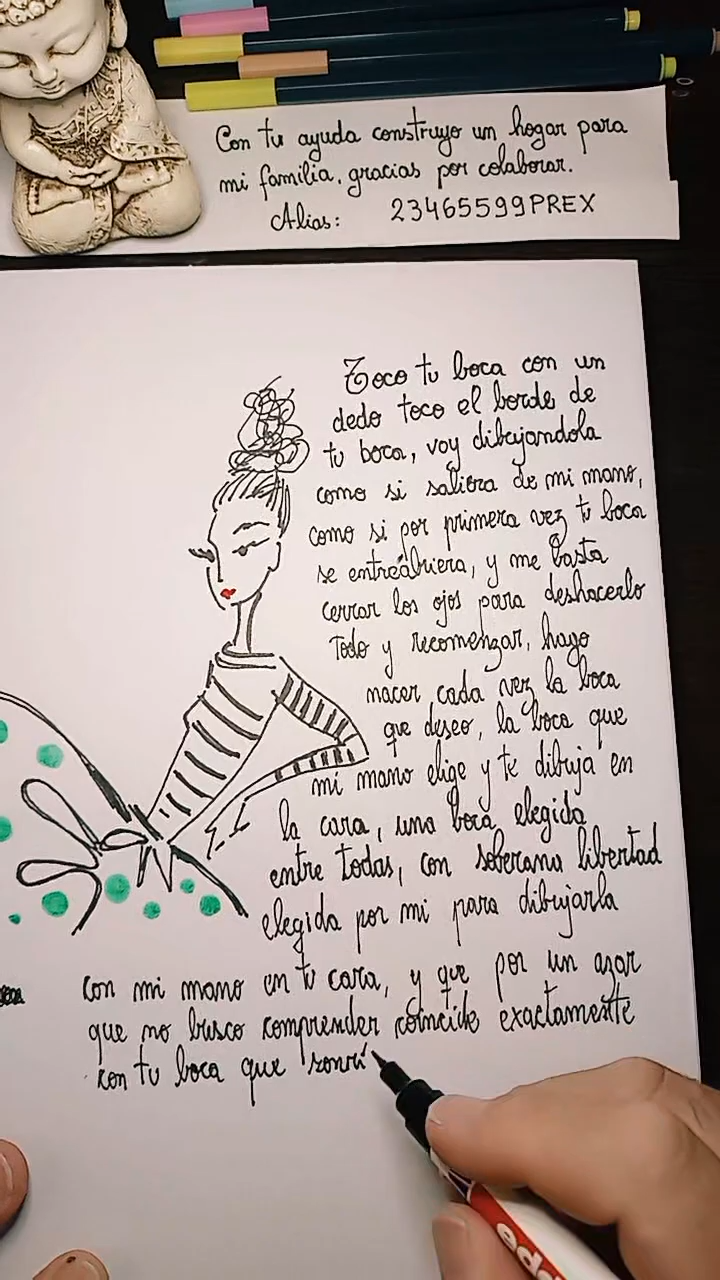 Con tu ayuda construyo un hogar para
mi familia, gracias por colaborar.
Alias: 23465599PREX
Toco tu boca con un
dedo toco el borde de
tu boca, voy dibujandola
como si saliera de mi mano,
como si por primera vez tu boca
se entreabriera, y me basta
cerrar los ojos para deshacerlo
todo y recomenzar, hago
nacer cada vez la boca
que deseo, la boca que
mi mano elige y te dibuja en
la cara, una boca elegida
entre todas, con soberana libertad
elegida por mi para dibujarla
con mi mano en tu cara, y que por un azar
que no busco comprender coincide exactamente
con tu boca que sonrí